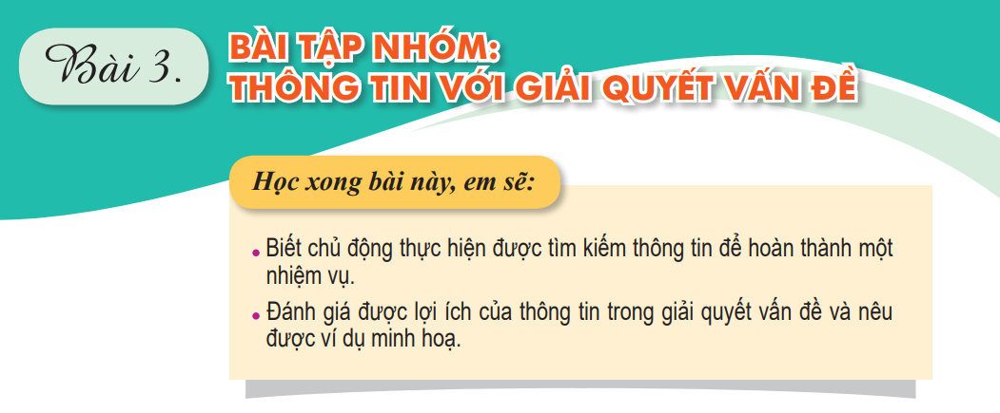 Bài 3.
BÀI TẬP NHÓM:
THÔNG TIN VỚI GIẢI QUYẾT VẤN ĐỀ
Học xong bài này, em sẽ:
• Biết chủ động thực hiện được tìm kiếm thông tin để hoàn thành một
nhiệm vụ.
• Đánh giá được lợi ích của thông tin trong giải quyết vấn đề và nêu
được ví dụ minh hoạ.